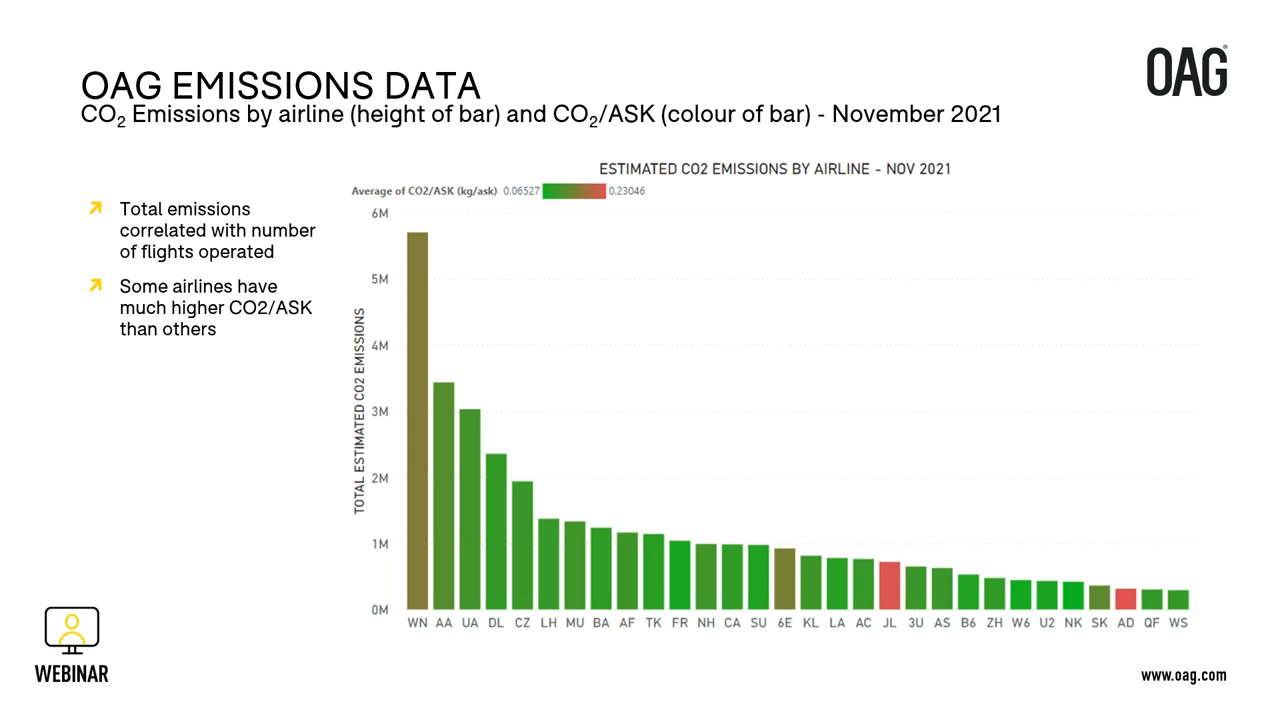 OAG®
OAG EMISSIONS DATA
CO₂ Emissions by airline (height of bar) and CO₂/ASK (colour of bar) - November 2021
Total emissions
correlated with number
of flights operated
Some airlines have
much higher CO2/ASK
than others
ESTIMATED CO2 EMISSIONS BY AIRLINE - NOV 2021
Average of CO2/ASK (kg/ask) 0.06527 0.23046
TOTAL ESTIMATED CO2 EMISSIONS
6M
5M
4M
3M
2M
1M
0M
WN AA UA DL CZ LH MU BA AF TK FR NH CA SU 6E KL LA AC JL 3U AS B6 ZH W6 U2 NK SK AD QF WS
WEBINAR
www.oag.com